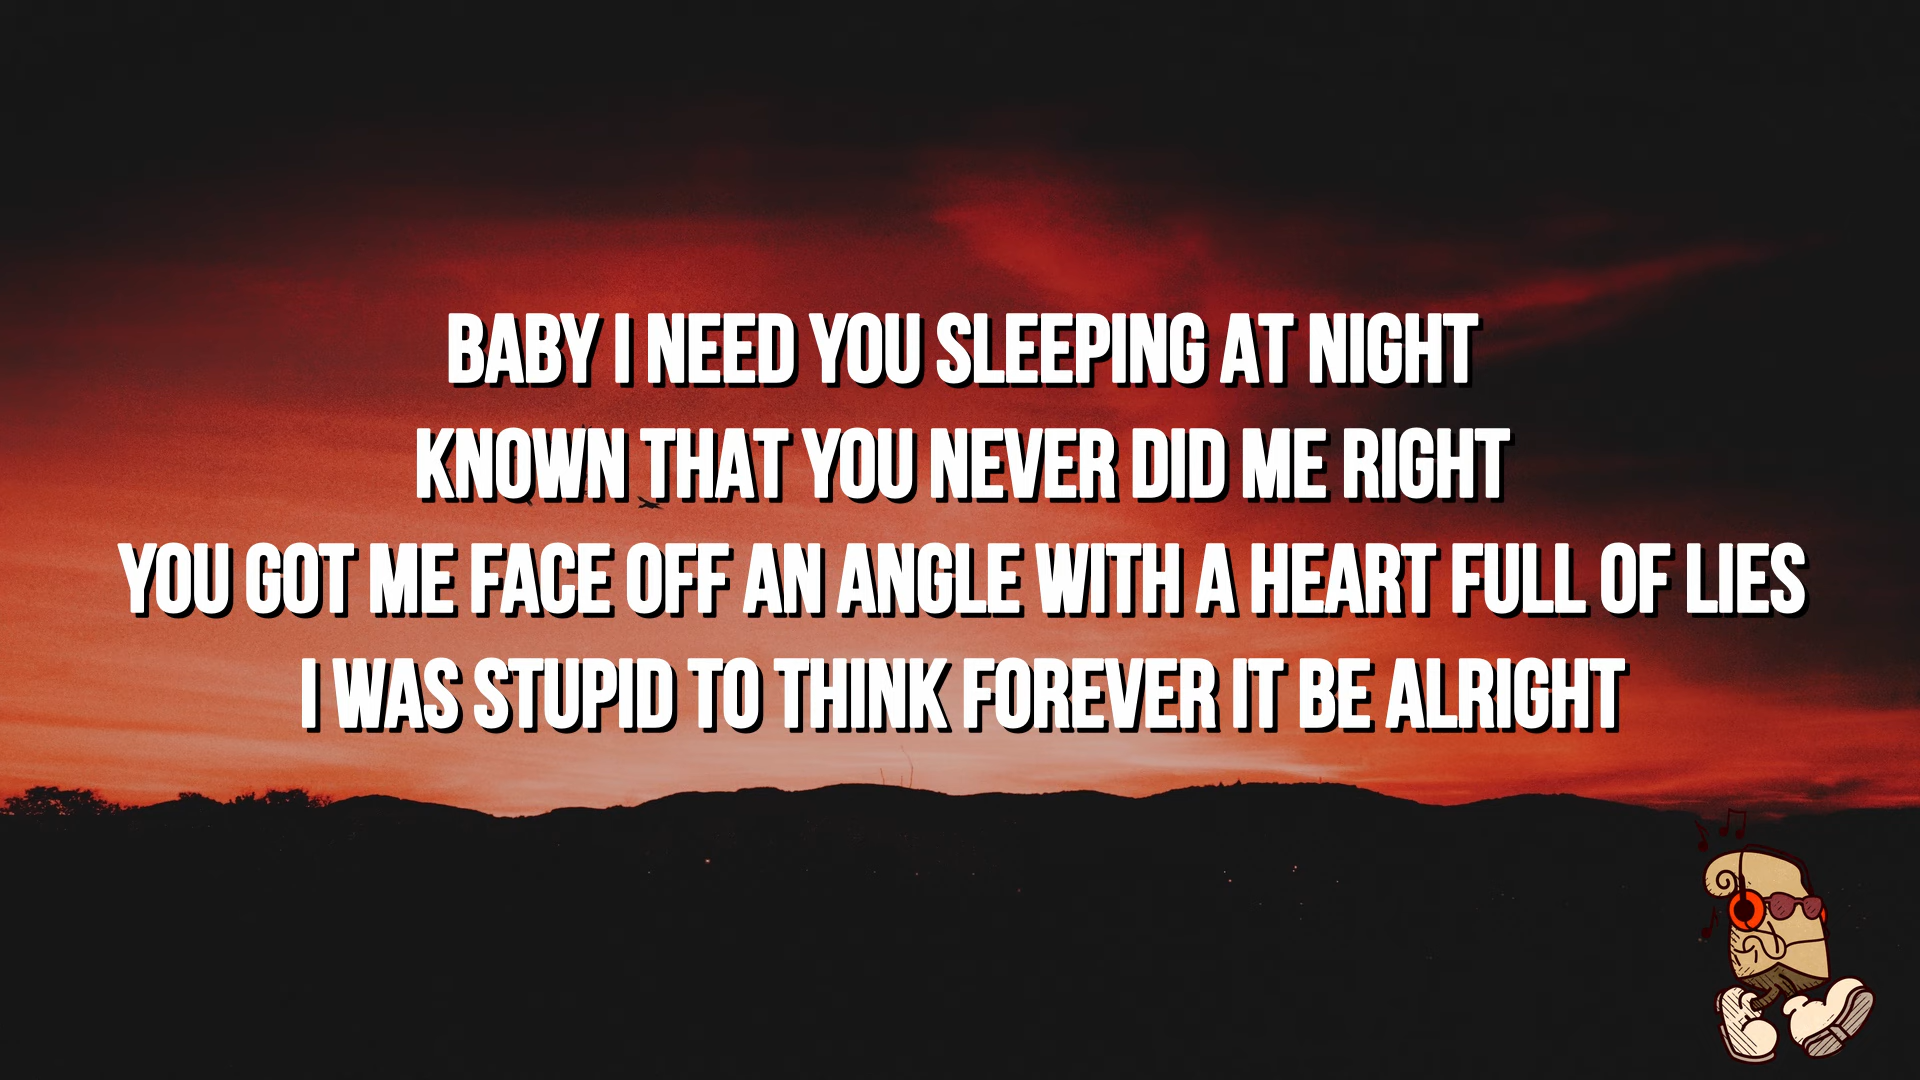 BABY I NEED YOU SLEEPING AT NIGHT
KNOWN THAT YOU NEVER DID ME RIGHT
YOU GOT ME FACE OFF AN ANGLE WITH A HEART FULL OF LIES
I WAS STUPID TO THINK FOREVER IT BE ALRIGHT